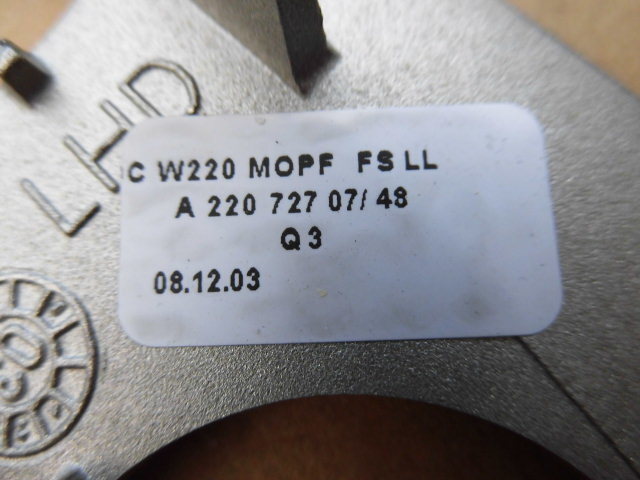 LHD
C W220 MOPF FS LL
A 220 727 07/ 48
Q 3
08.12.03